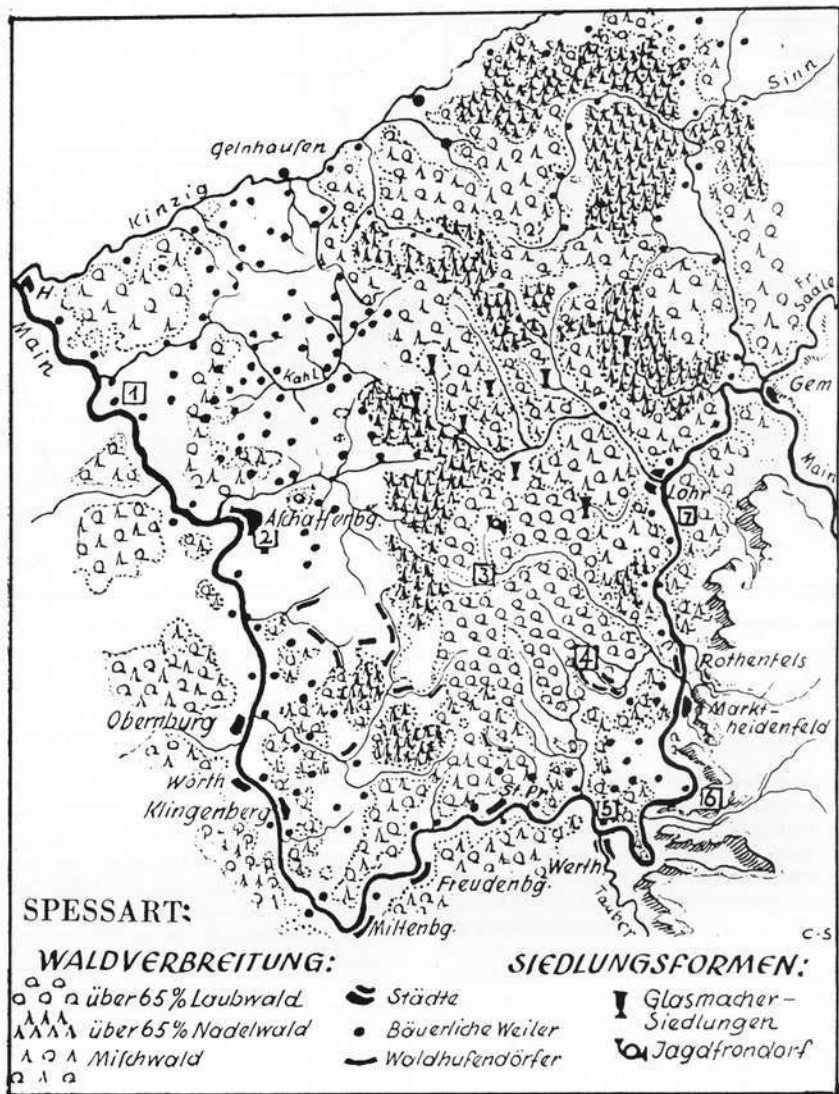 Sinn
Gelnhausen
Kinzig
Fr. Saale
H.
Main
Kahl
1
Gem
Main
Lohr
7
Aschaffenbg
2
3
4
Rothenfels
Markt-
heidenfeld
Obernburg
Wörth
Klingenberg
St. Pr.
5
6
Werth
Freudenbg.
Tauber
Miltenbg.
C-S
SPESSART:
WALDVERBREITUNG:
über 65% Laubwald
über 65% Nadelwald
Mischwald
Städte
Bäuerliche Weiler
Waldhufendörfer
SIEDLUNGSFORMEN:
Glasmacher-
Siedlungen
Jagdfrondorf